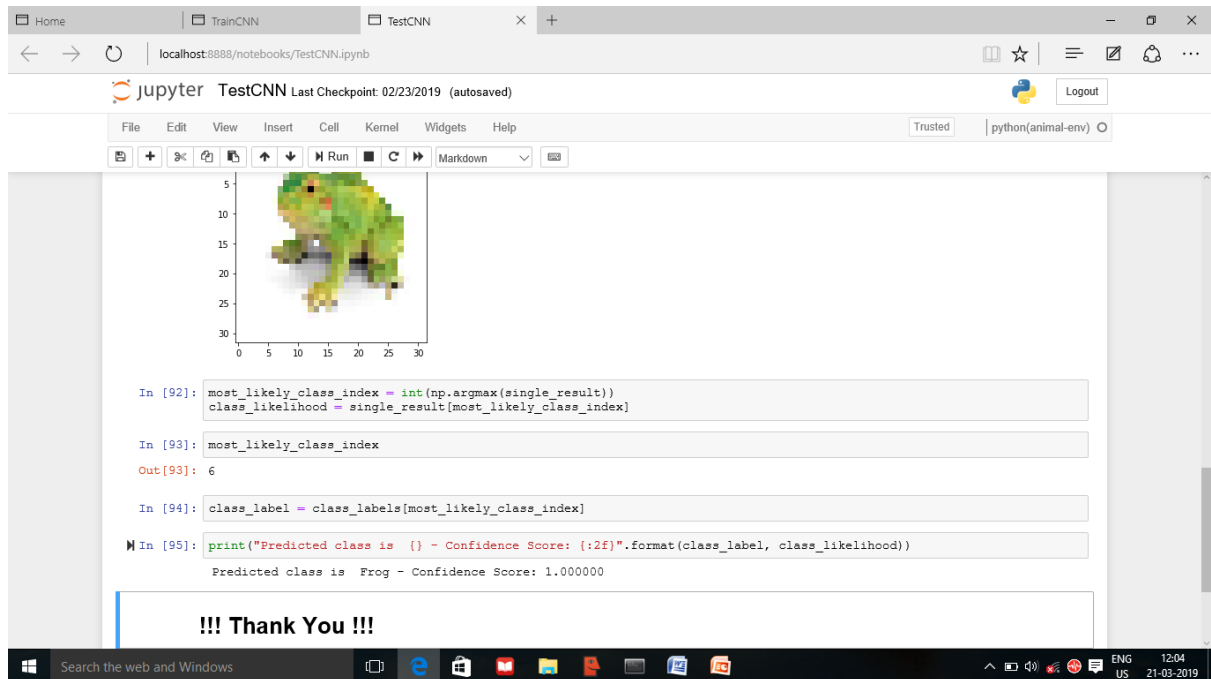 Home TrainCNN TestCNN
localhost:8888/notebooks/TestCNN.ipynb
jupyter TestCNN Last Checkpoint: 02/23/2019 (autosaved) Logout
File Edit View Insert Cell Kernel Widgets Help Trusted python(animal-env)
Run Markdown
5
10
15
20
25
30
0 5 10 15 20 25 30
In [92]: most_likely_class_index = int(np.argmax(single_result))
class_likelihood = single_result[most_likely_class_index]
In [93]: most_likely_class_index
Out[93]: 6
In [94]: class_label = class_labels[most_likely_class_index]
In [95]: print("Predicted class is  {} - Confidence Score: {:2f}".format(class_label, class_likelihood))
Predicted class is  Frog - Confidence Score: 1.000000
!!! Thank You !!!
Search the web and Windows ENG 12:04
US 21-03-2019